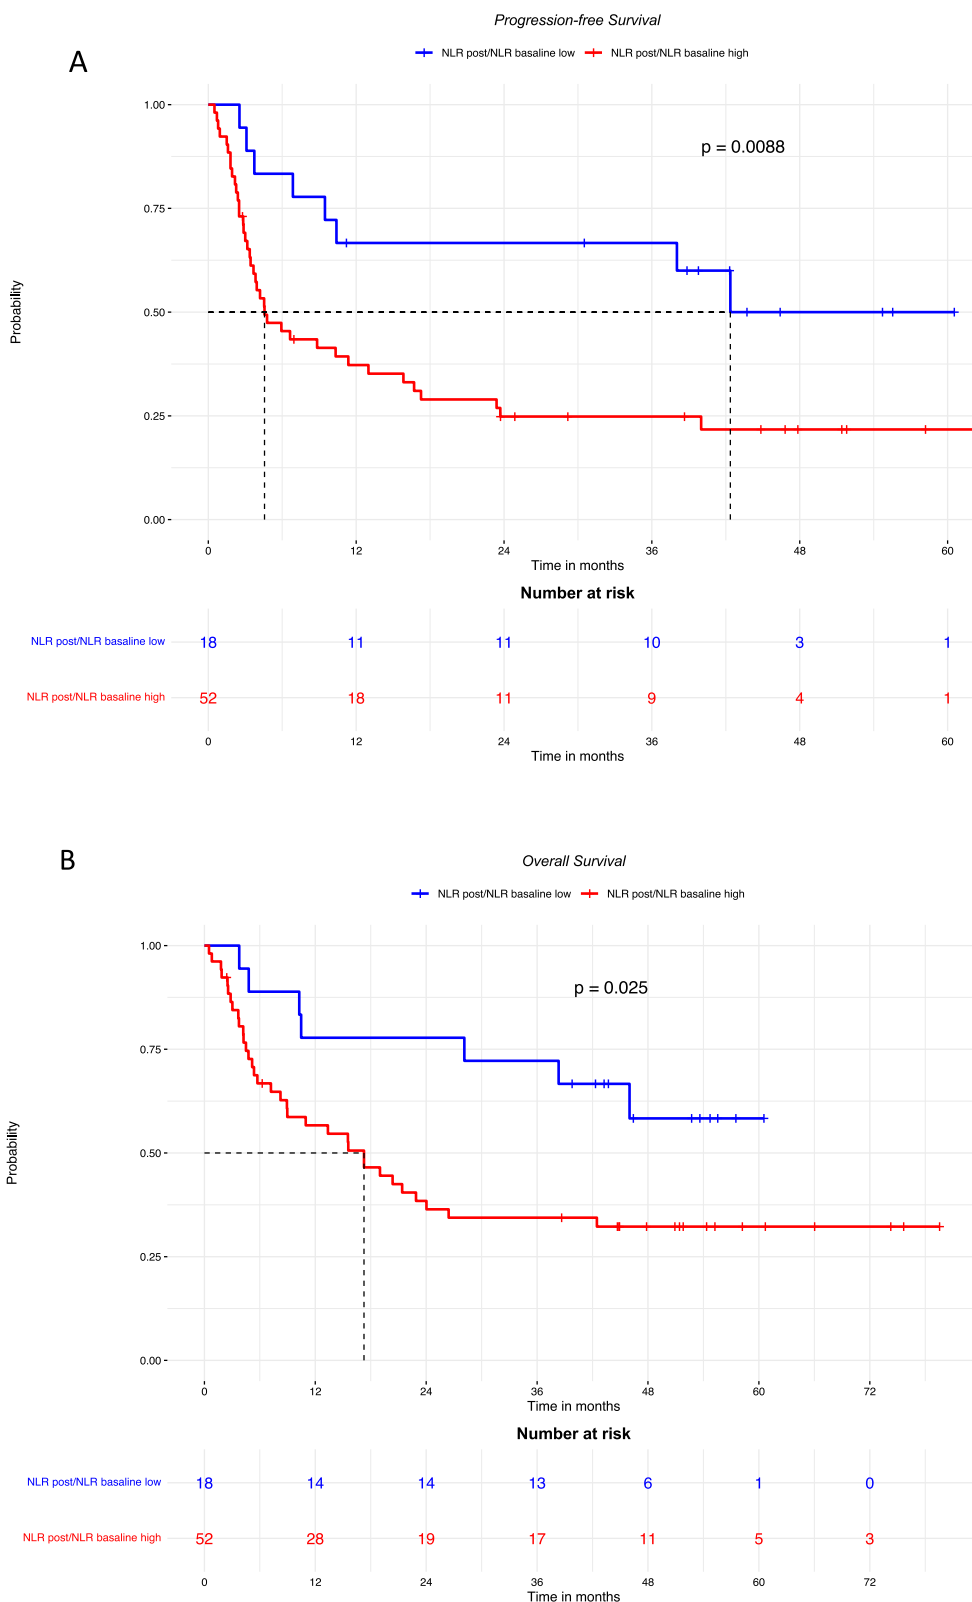 Progression-free Survival
A
NLR post/NLR baseline low NLR post/NLR baseline high
1.00
p = 0.0088
0.75
Probability
0.50
0.25
0.00
0 12 24 36 48 60
Time in months
Number at risk
NLR post/NLR basaline low 18 11 11 10 3 1
NLR post/NLR basaline high 52 18 11 9 4 1
0 12 24 36 48 60
Time in months
B
Overall Survival
NLR post/NLR basaline low NLR post/NLR baseline high
1.00
p = 0.025
0.75
Probability
0.50
0.25
0.00
0 12 24 36 48 60 72
Time in months
Number at risk
NLR post/NLR basaline low 18 14 14 13 6 1 0
NLR post/NLR basaline high 52 28 19 17 11 5 3
0 12 24 36 48 60 72
Time in months